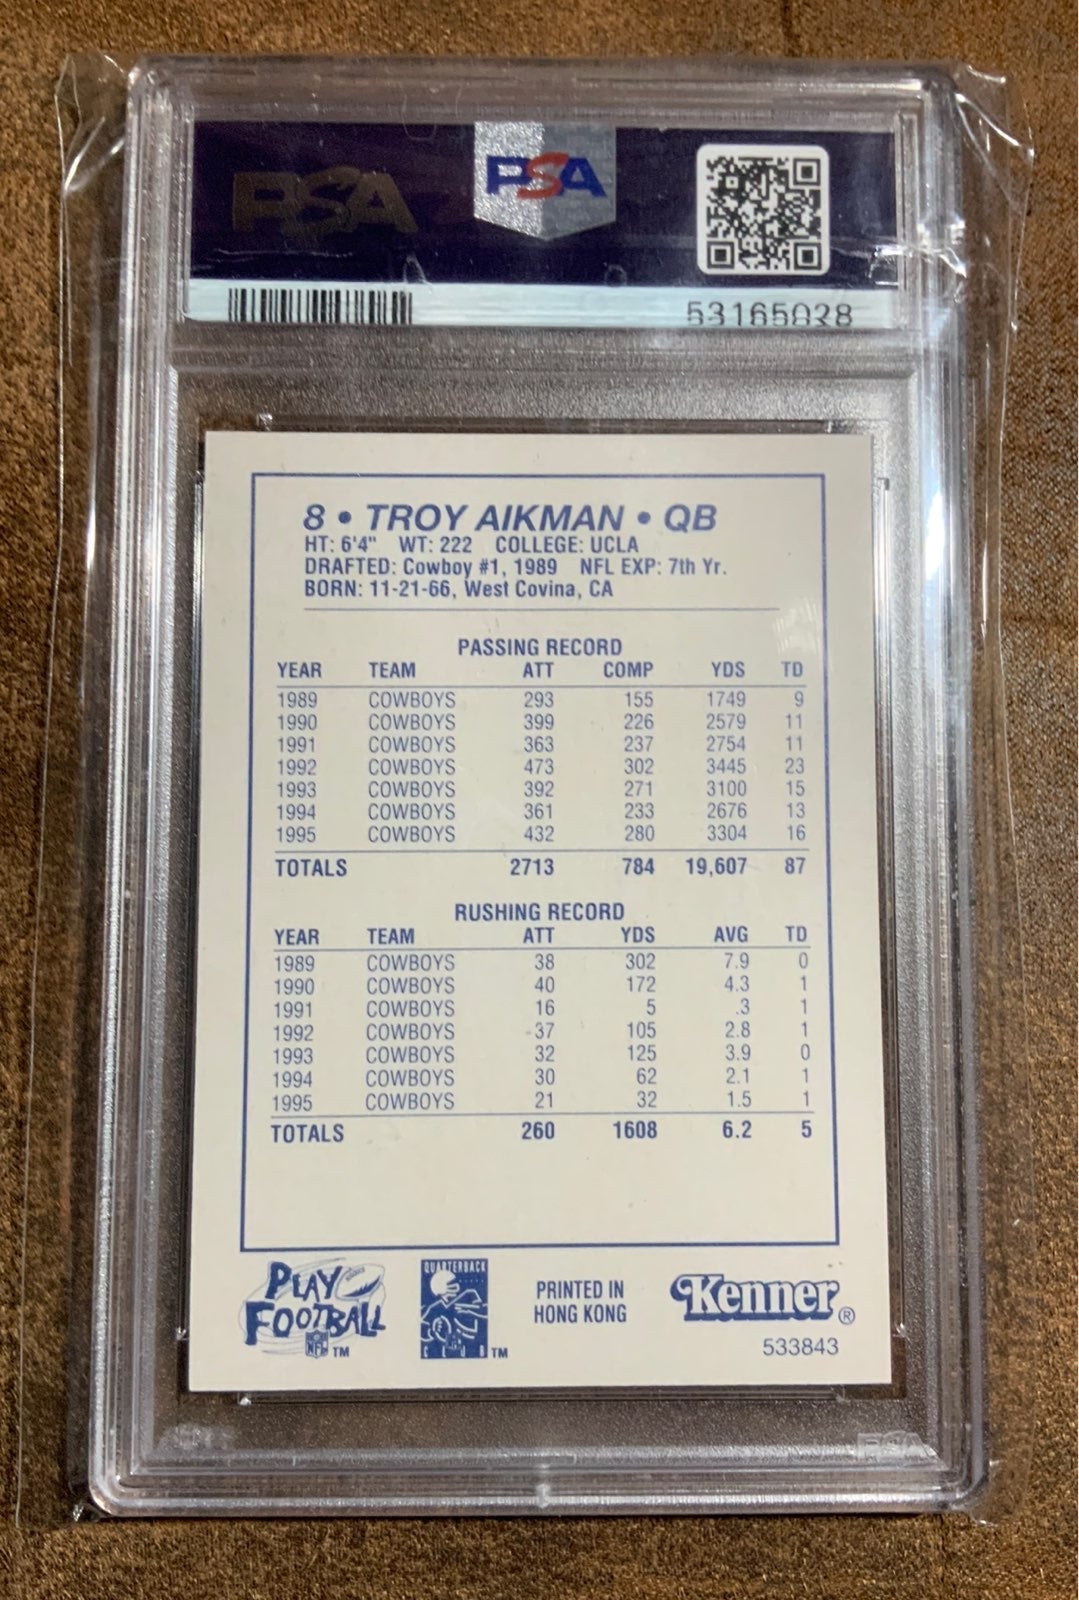 PSA PSA
53165028
8 • TROY AIKMAN • QB
HT: 6'4" WT: 222 COLLEGE: UCLA
DRAFTED: Cowboy #1, 1989 NFL EXP: 7th Yr.
BORN: 11-21-66, West Covina, CA
PASSING RECORD
YEAR TEAM ATT COMP YDS TD
1989 COWBOYS 293 155 1749 9
1990 COWBOYS 399 226 2579 11
1991 COWBOYS 363 237 2754 11
1992 COWBOYS 473 302 3445 23
1993 COWBOYS 392 271 3100 15
1994 COWBOYS 361 233 2676 13
1995 COWBOYS 432 280 3304 16
TOTALS 2713 784 19,607 87
RUSHING RECORD
YEAR TEAM ATT YDS AVG TD
1989 COWBOYS 38 302 7.9 0
1990 COWBOYS 40 172 4.3 1
1991 COWBOYS 16 5 .3 1
1992 COWBOYS 37 105 2.8 1
1993 COWBOYS 32 125 3.9 0
1994 COWBOYS 30 62 2.1 1
1995 COWBOYS 21 32 1.5 1
TOTALS 260 1608 6.2 5
PLAY
FOOTBALL
NFL TM
QUARTERBACK
CLUB TM
PRINTED IN
HONG KONG
Kenner ®
533843
PSA